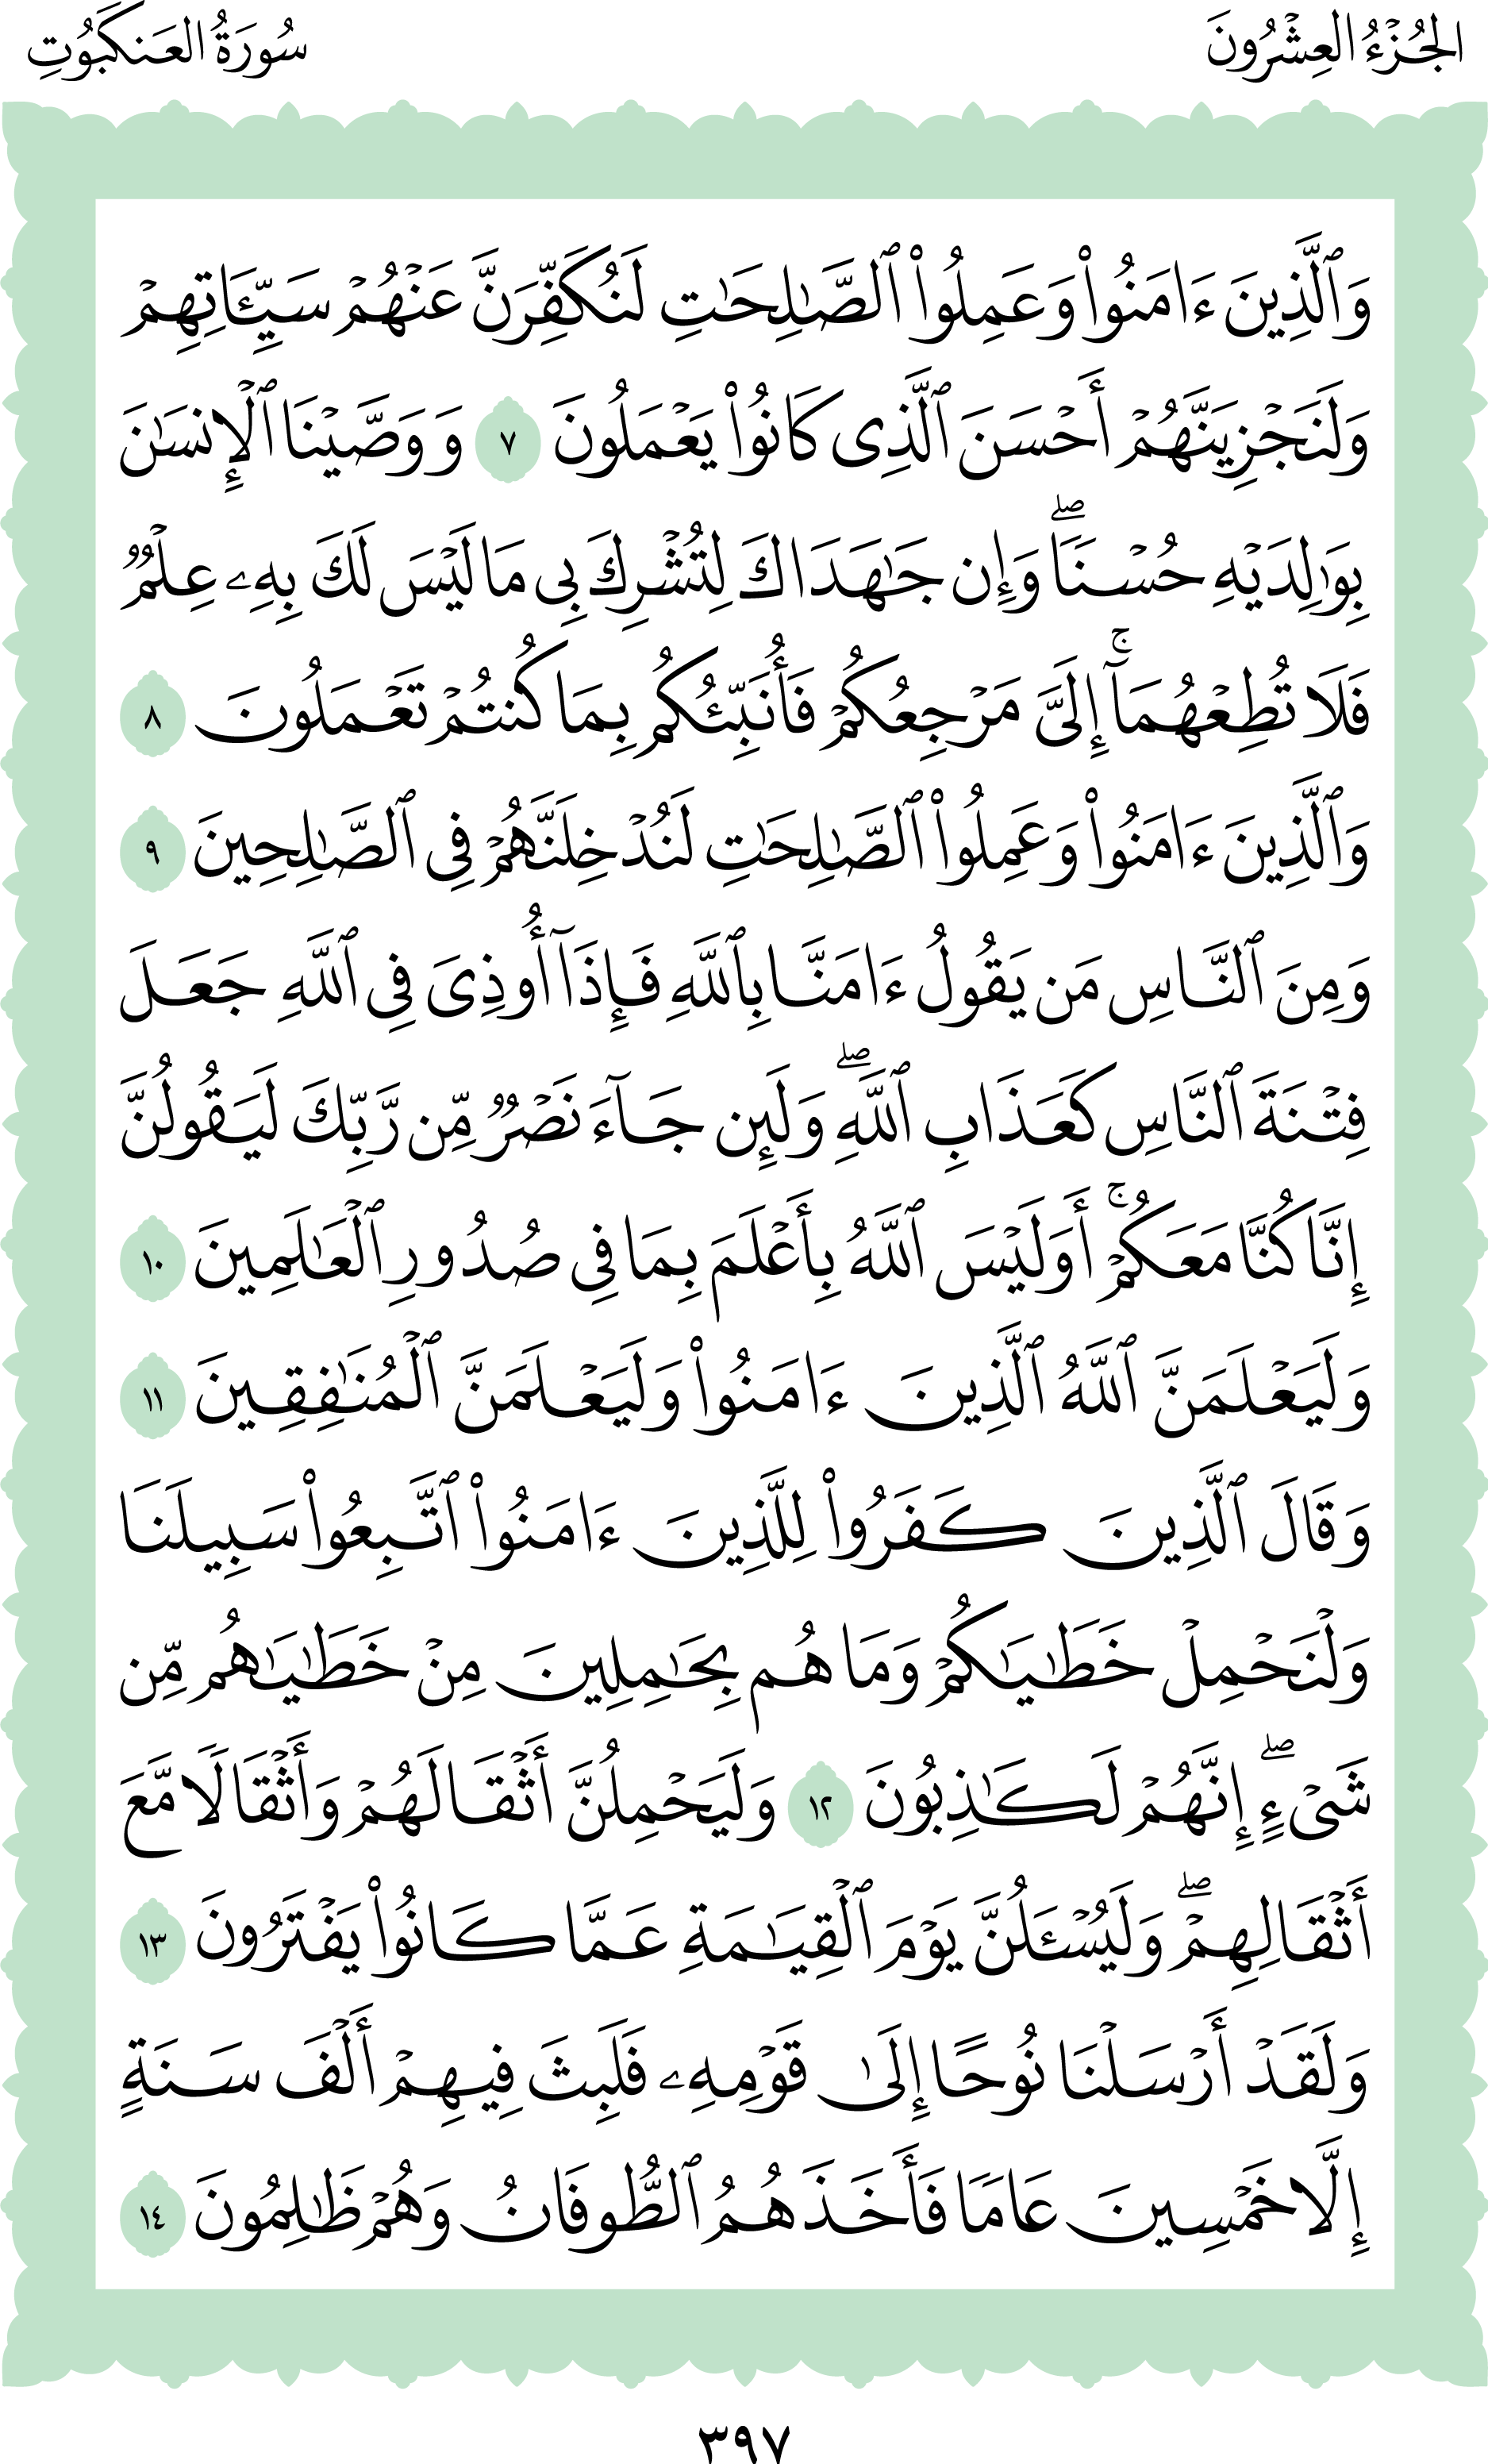 الجُزْءُ العِشْرُونَ
سُورَةُ العَنكَبُوتِ
وَٱلَّذِينَ ءَامَنُوا۟ وَعَمِلُوا۟ ٱلصَّـٰلِحَـٰتِ لَنُكَفِّرَنَّ عَنْهُمْ سَيِّـَٔاتِهِمْ
وَلَنَجْزِيَنَّهُمْ أَحْسَنَ ٱلَّذِى كَانُوا۟ يَعْمَلُونَ ٧ وَوَصَّيْنَا ٱلْإِنسَـٰنَ
بِوَٰلِدَيْهِ حُسْنًا ۖ وَإِن جَـٰهَدَاكَ لِتُشْرِكَ بِى مَا لَيْسَ لَكَ بِهِۦ عِلْمٌ
فَلَا تُطِعْهُمَآ ۚ إِلَىَّ مَرْجِعُكُمْ فَأُنَبِّئُكُم بِمَا كُنتُمْ تَعْمَلُونَ ٨
وَٱلَّذِينَ ءَامَنُوا۟ وَعَمِلُوا۟ ٱلصَّـٰلِحَـٰتِ لَنُدْخِلَنَّهُمْ فِى ٱلصَّـٰلِحِينَ ٩
وَمِنَ ٱلنَّاسِ مَن يَقُولُ ءَامَنَّا بِٱللَّهِ فَإِذَآ أُوذِىَ فِى ٱللَّهِ جَعَلَ
فِتْنَةَ ٱلنَّاسِ كَعَذَابِ ٱللَّهِ ۖ وَلَئِن جَآءَ نَصْرٌ مِّن رَّبِّكَ لَيَقُولُنَّ
إِنَّا كُنَّا مَعَكُمْ ۚ أَوَلَيْسَ ٱللَّهُ بِأَعْلَمَ بِمَا فِى صُدُورِ ٱلْعَـٰلَمِينَ ١٠
وَلَيَعْلَمَنَّ ٱللَّهُ ٱلَّذِينَ ءَامَنُوا۟ وَلَيَعْلَمَنَّ ٱلْمُنَـٰفِقِينَ ١١
وَقَالَ ٱلَّذِينَ كَفَرُوا۟ لِلَّذِينَ ءَامَنُوا۟ ٱتَّبِعُوا۟ سَبِيلَنَا
وَلْنَحْمِلْ خَطَـٰيَـٰكُمْ وَمَا هُم بِحَـٰمِلِينَ مِنْ خَطَـٰيَـٰهُم مِّن
شَىْءٍ ۖ إِنَّهُمْ لَكَـٰذِبُونَ ١٢ وَلَيَحْمِلُنَّ أَثْقَالَهُمْ وَأَثْقَالًا مَّعَ
أَثْقَالِهِمْ ۖ وَلَيُسْـَٔلُنَّ يَوْمَ ٱلْقِيَـٰمَةِ عَمَّا كَانُوا۟ يَفْتَرُونَ ١٣
وَلَقَدْ أَرْسَلْنَا نُوحًا إِلَىٰ قَوْمِهِۦ فَلَبِثَ فِيهِمْ أَلْفَ سَنَةٍ
إِلَّا خَمْسِينَ عَامًا فَأَخَذَهُمُ ٱلطُّوفَانُ وَهُمْ ظَـٰلِمُونَ ١٤
٣٩٧